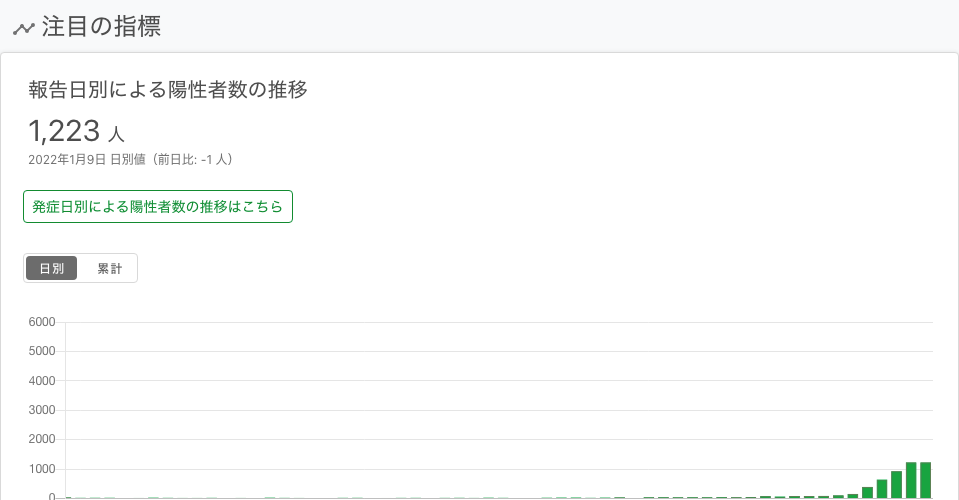 注目の指標
報告日別による陽性者数の推移
1,223 人
2022年1月9日 日別値（前日比: -1 人）
発症日別による陽性者数の推移はこちら
日別 累計
6000
5000
4000
3000
2000
1000
0